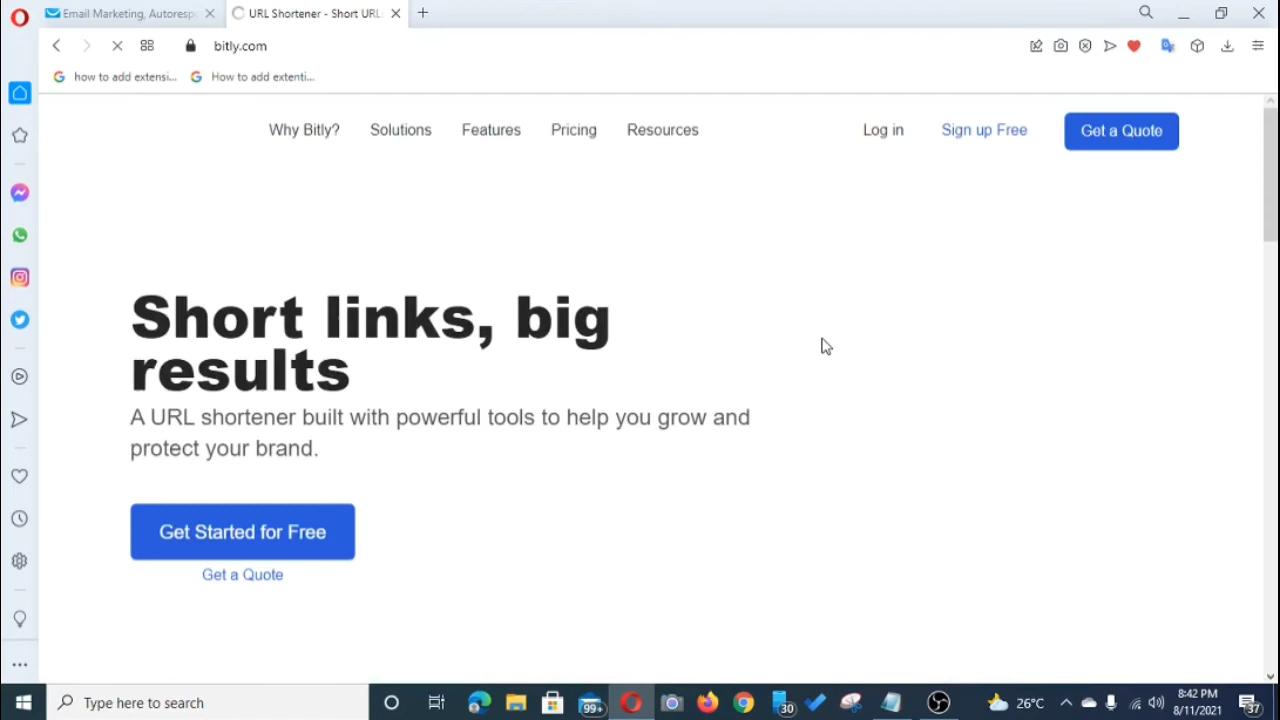 Email Marketing, Autoresp
URL Shortener - Short URL
bitly.com
how to add extensi...
How to add extenti...
Why Bitly?
Solutions
Features
Pricing
Resources
Log in
Sign up Free
Get a Quote
Short links, big
results
A URL shortener built with powerful tools to help you grow and
protect your brand.
Get Started for Free
Get a Quote
Type here to search
99+
30
26°C
8:42 PM
8/11/2021
37